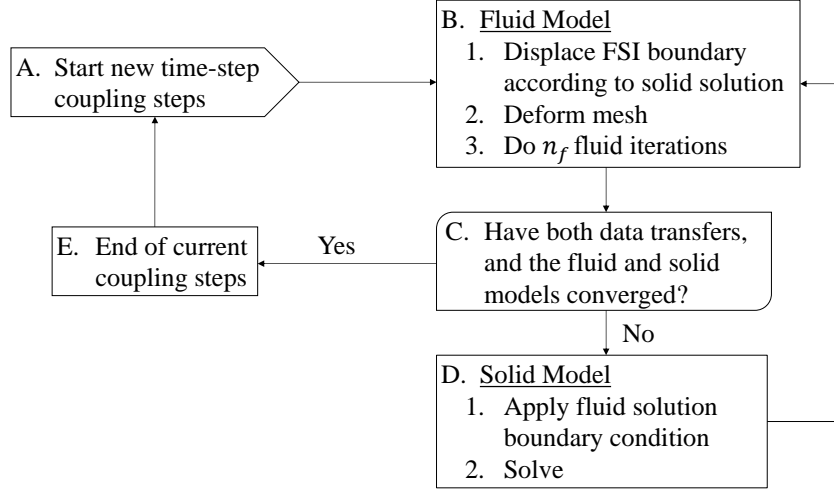 A. Start new time-step
coupling steps
B. Fluid Model
1. Displace FSI boundary
according to solid solution
2. Deform mesh
3. Do n_f fluid iterations
C. Have both data transfers,
and the fluid and solid
models converged?
Yes
E. End of current
coupling steps
No
D. Solid Model
1. Apply fluid solution
boundary condition
2. Solve